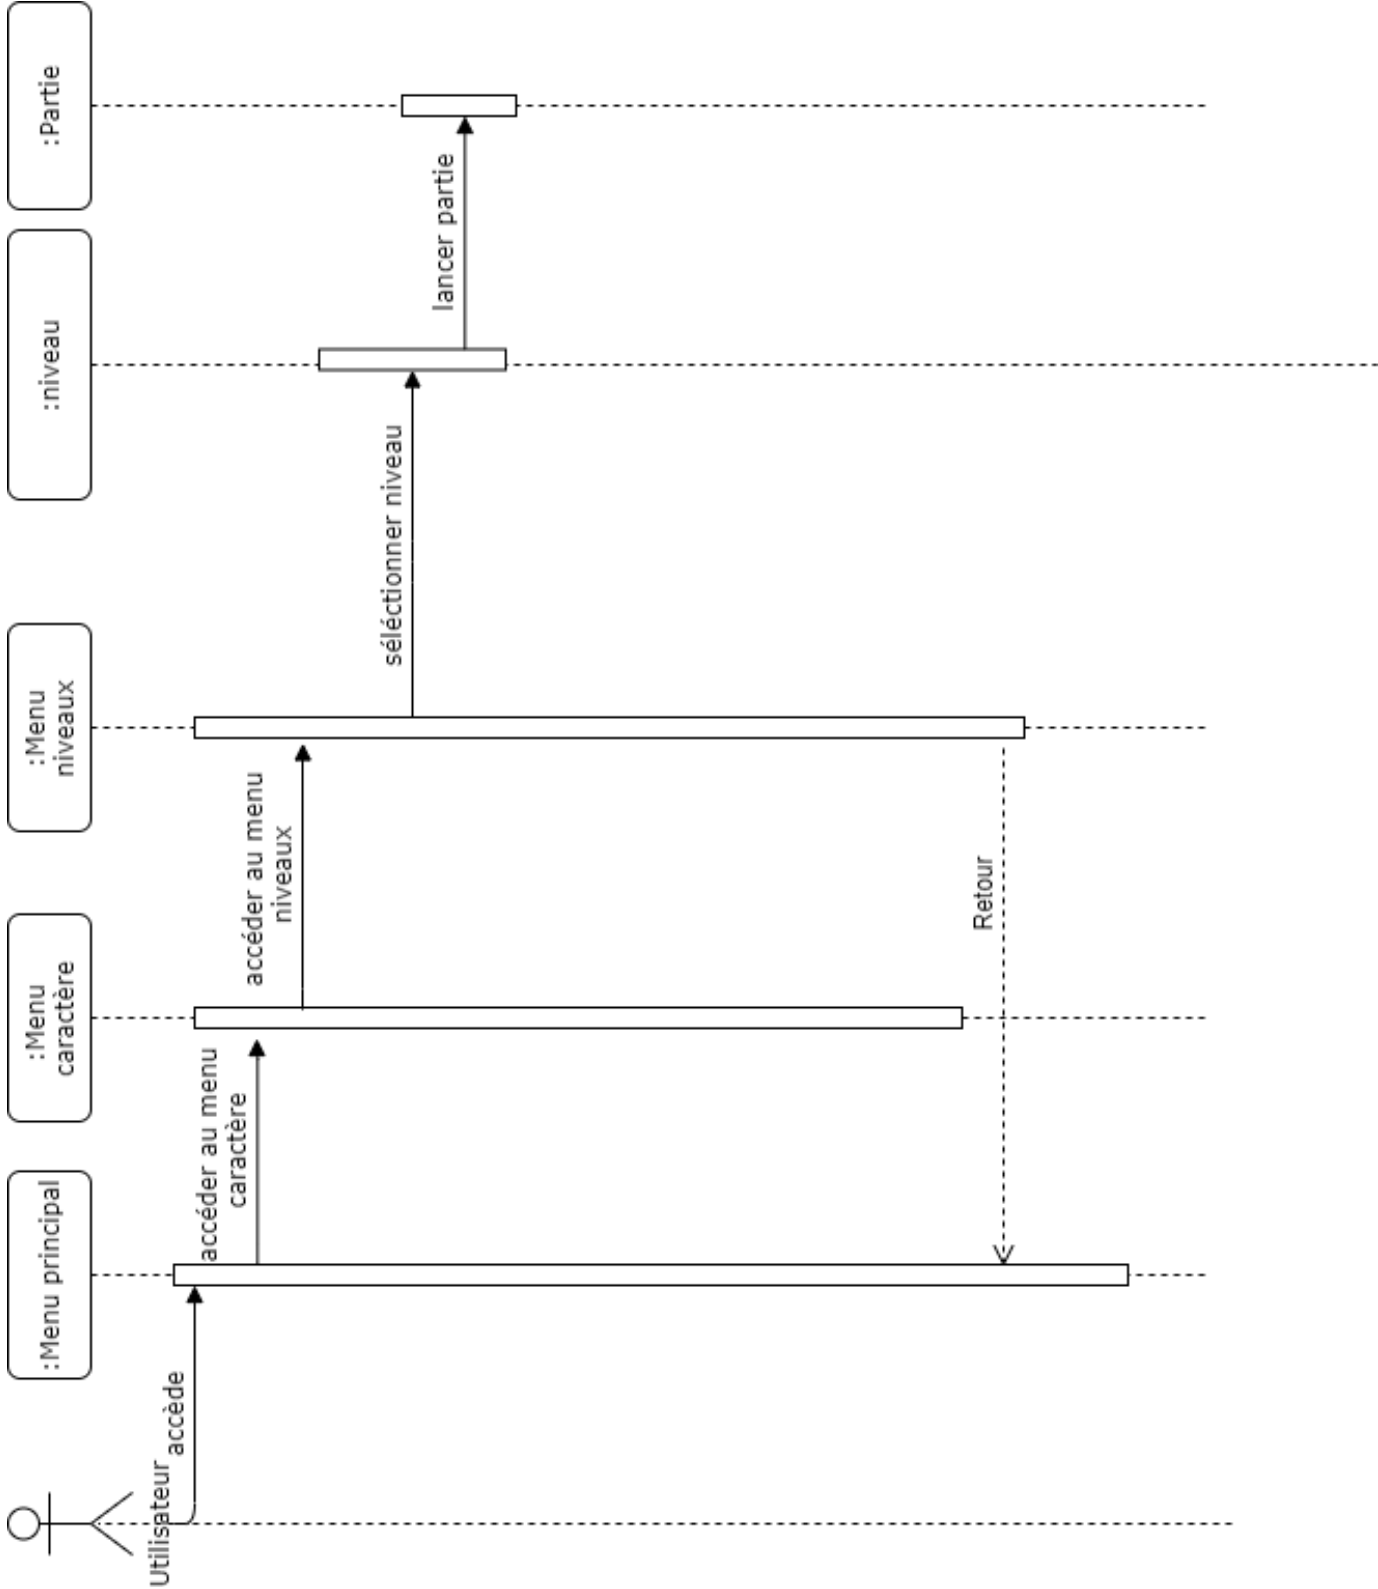 Utilisateur
:Menu principal
:Menu
caractère
:Menu
niveaux
:niveau
:Partie
accède
accéder au menu
caractère
accéder au menu
niveaux
séléctionner niveau
lancer partie
Retour